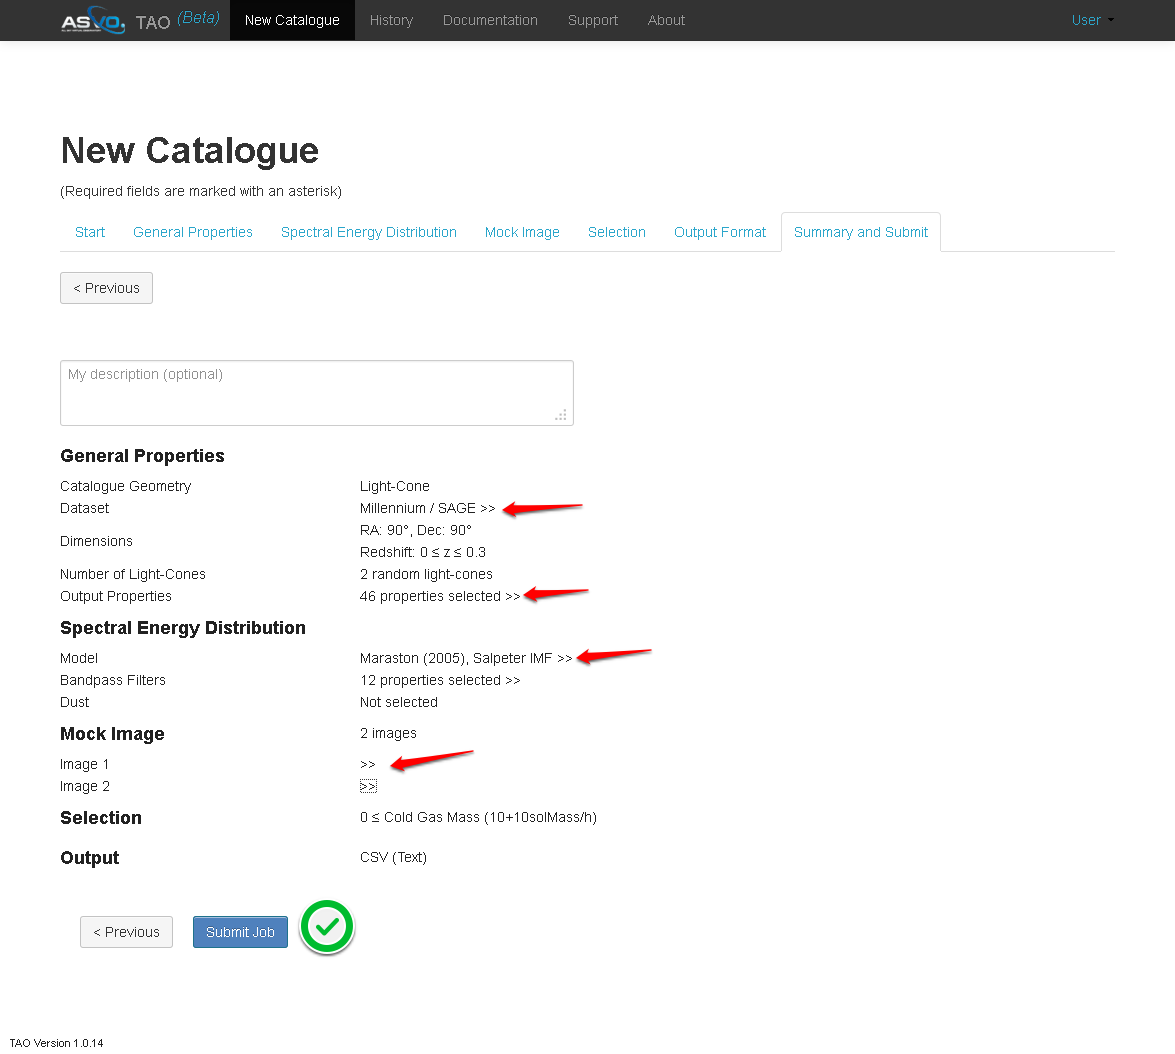 ASVO TAO (Beta) New Catalogue History Documentation Support About User
New Catalogue
(Required fields are marked with an asterisk)
Start General Properties Spectral Energy Distribution Mock Image Selection Output Format Summary and Submit
< Previous
My description (optional)
General Properties
Catalogue Geometry Light-Cone
Dataset Millennium / SAGE >>
Dimensions RA: 90°, Dec: 90°
Redshift: 0 ≤ z ≤ 0.3
Number of Light-Cones 2 random light-cones
Output Properties 46 properties selected >>
Spectral Energy Distribution
Model Maraston (2005), Salpeter IMF >>
Bandpass Filters 12 properties selected >>
Dust Not selected
Mock Image 2 images
Image 1 >>
Image 2 >>
Selection 0 ≤ Cold Gas Mass (10+10solMass/h)
Output CSV (Text)
< Previous Submit Job
TAO Version 1.0.14